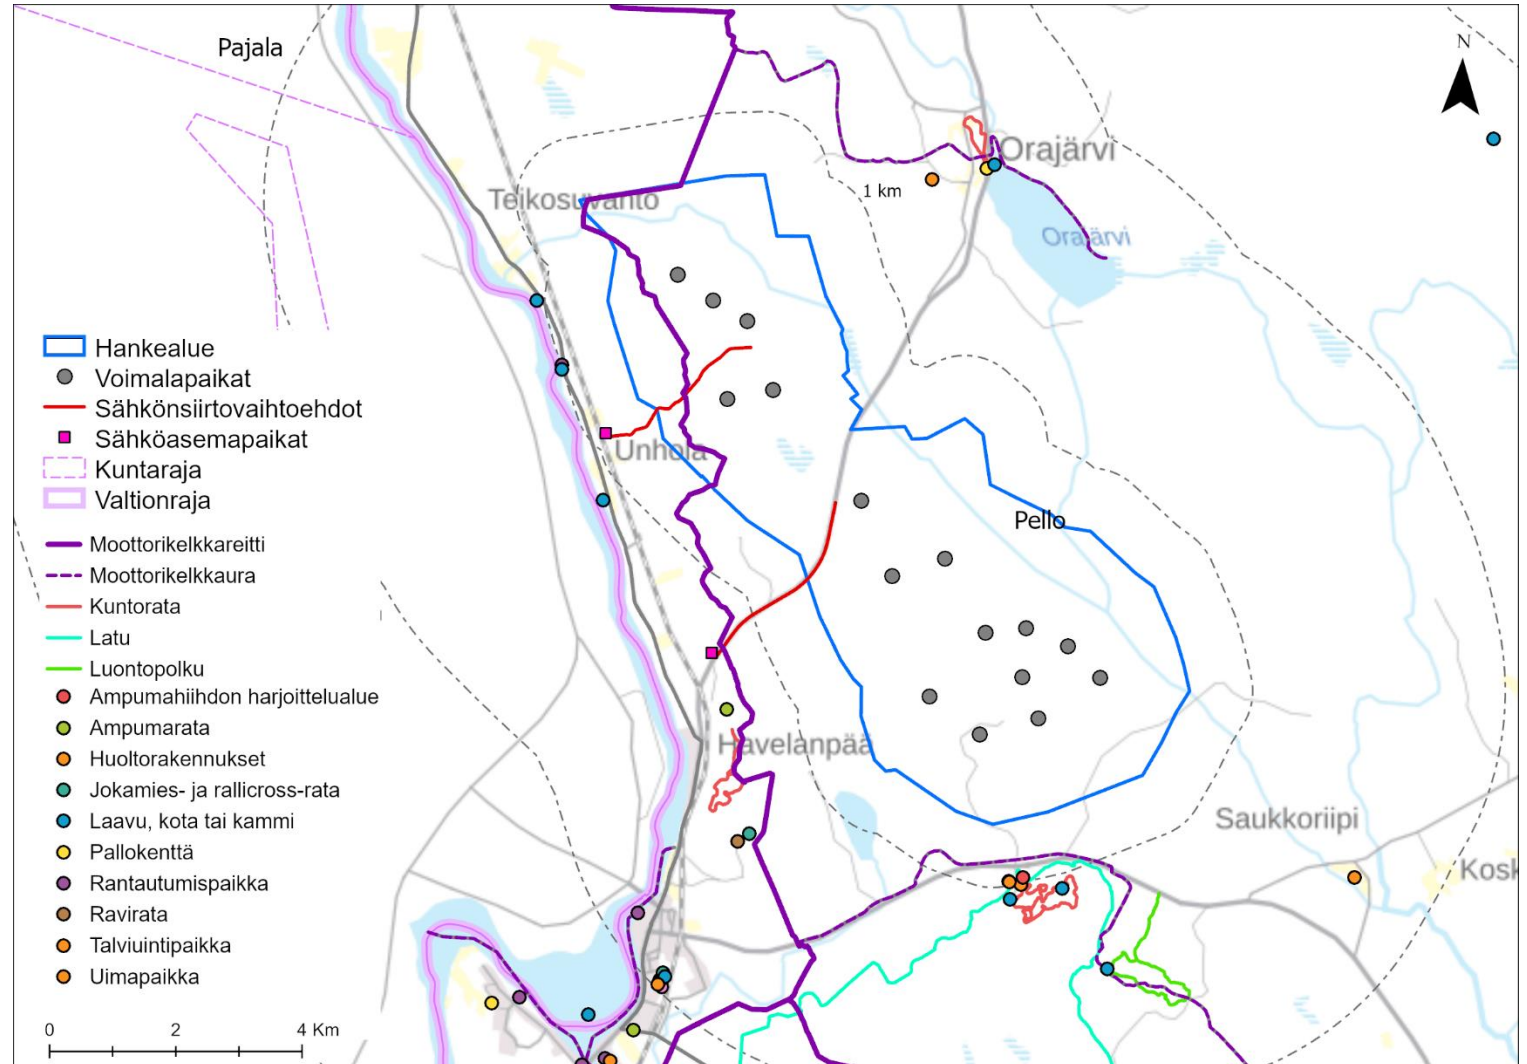 Pajala
N
Orajärvi
1 km
Teikosuvanto
Orajärvi
Hankealue
Voimalapaikat
Sähkönsiirtovaihtoehdot
Sähköasemapaikat
Unhola
Kuntaraja
Valtionraja
Pello
Moottorikelkkareitti
Moottorikelkkaura
Kuntorata
Latu
Luontopolku
Ampumahiihdon harjoittelualue
Ampumarata
Havelanpää
Huoltorakennukset
Jokamies- ja rallicross-rata
Laavu, kota tai kammi
Saukkoriipi
Pallokenttä
Kosk
Rantautumispaikka
Ravirata
Talviuintipaikka
Uimapaikka
0 2 4 Km